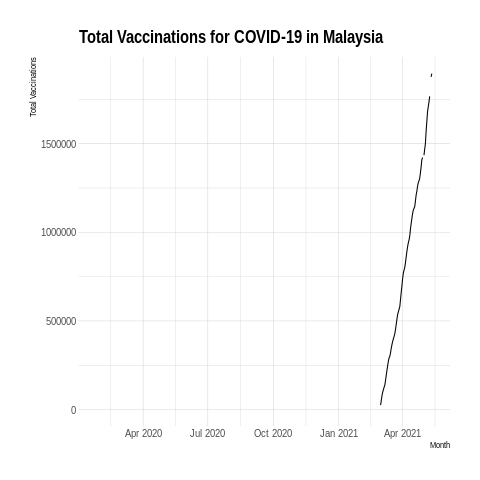 Total Vaccinations for COVID-19 in Malaysia
Total Vaccinations
1500000
1000000
500000
0
Apr 2020 Jul 2020 Oct 2020 Jan 2021 Apr 2021
Month